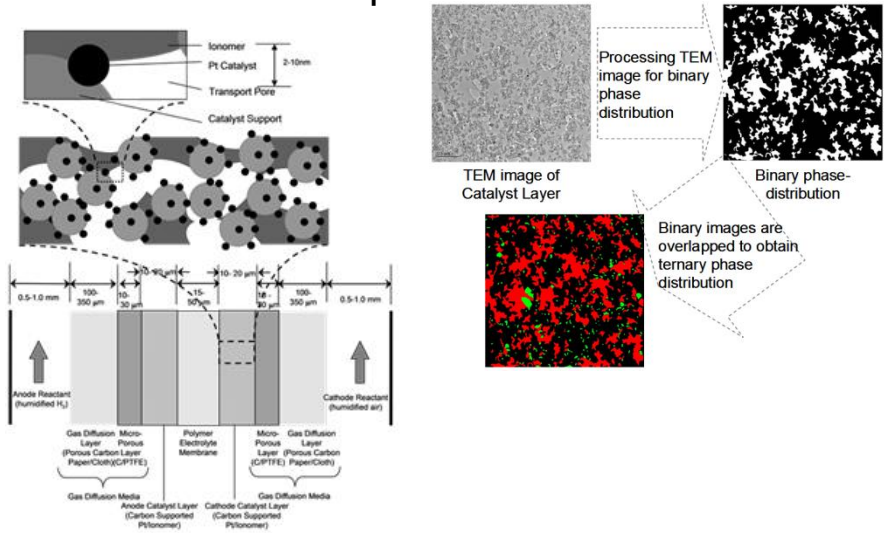 Ionomer
Pt Catalyst
2-10nm
Transport Pore
Catalyst Support
10- 20 μm
0.5-1.0 mm
100-
350 μm
10-
30 μm
15-
50 μm
10- 20 μm
100-
350 μm
0.5-1.0 mm
Anode Reactant
(humidified H2)
Cathode Reactant
(humidified air)
Gas Diffusion
Layer
(Porous Carbon
Paper/Cloth)
Micro-
Porous
Layer
(C/PTFE)
Polymer
Electrolyte
Membrane
Micro-
Porous
Layer
(C/PTFE)
Gas Diffusion
Layer
(Porous Carbon
Paper/Cloth)
Gas Diffusion Media
Gas Diffusion Media
Anode Catalyst Layer
(Carbon Supported
Pt/Ionomer)
Cathode Catalyst Layer
(Carbon Supported
Pt/Ionomer)
Processing TEM
image for binary
phase
distribution
TEM image of
Catalyst Layer
Binary phase-
distribution
Binary images are
overlapped to obtain
ternary phase
distribution